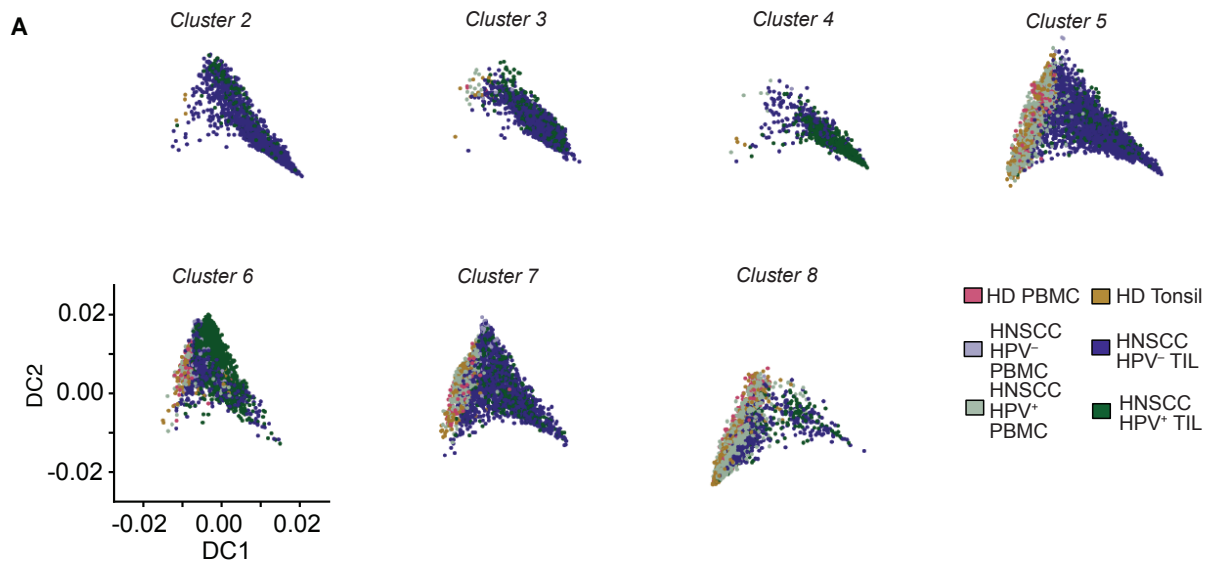 A
Cluster 2
Cluster 3
Cluster 4
Cluster 5
Cluster 6
Cluster 7
Cluster 8
0.02
0.00
-0.02
DC2
-0.02 0.00 0.02
DC1
HD PBMC
HD Tonsil
HNSCC
HPV⁻
PBMC
HNSCC
HPV⁻ TIL
HNSCC
HPV⁺
PBMC
HNSCC
HPV⁺ TIL